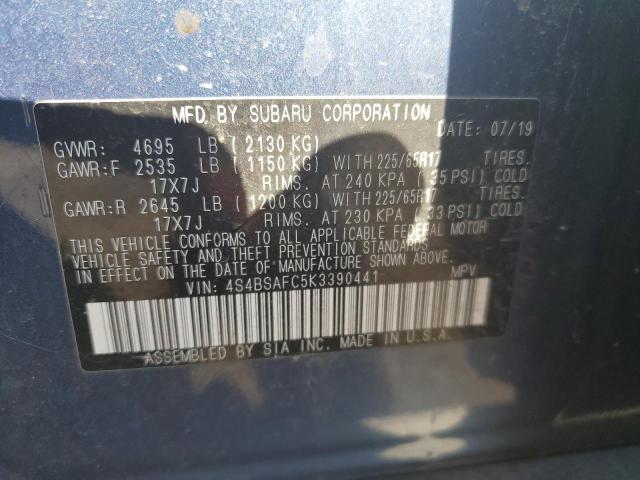 MFD. BY SUBARU CORPORATION DATE: 07/19
GVWR: 4695 LB ( 2130 KG)
GAWR:F 2535 LB ( 1150 KG) WITH 225/65R17 TIRES.
17X7J RIMS. AT 240 KPA ( 35 PSI) COLD
GAWR:R 2645 LB ( 1200 KG) WITH 225/65R17 TIRES.
17X7J RIMS. AT 230 KPA ( 33 PSI) COLD
THIS VEHICLE CONFORMS TO ALL APPLICABLE FEDERAL MOTOR
VEHICLE SAFETY AND THEFT PREVENTION STANDARDS
IN EFFECT ON THE DATE OF MANUFACTURE SHOWN ABOVE.
VIN: 4S4BSAFC5K3390441 MPV
ASSEMBLED BY SIA INC. MADE IN U.S.A.